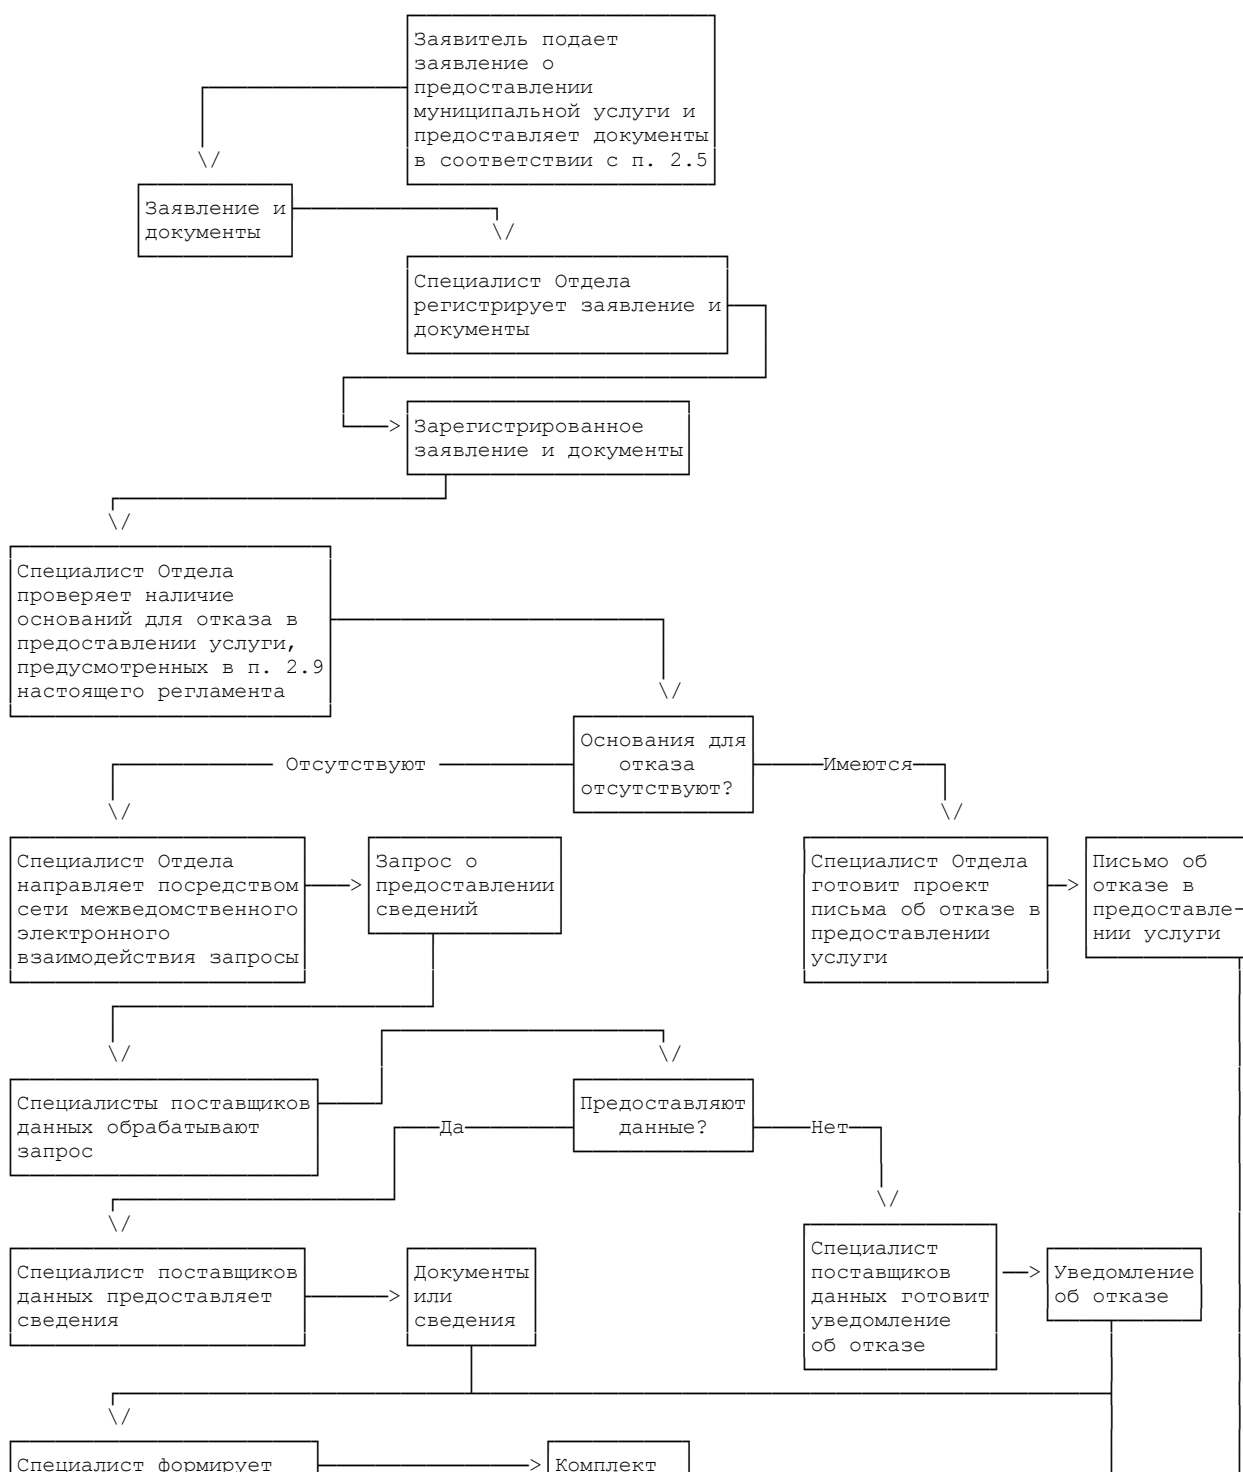 Заявитель подает
заявление о
предоставлении
муниципальной услуги и
предоставляет документы
в соответствии с п. 2.5
Заявление и
документы
Специалист Отдела
регистрирует заявление и
документы
Зарегистрированное
заявление и документы
Специалист Отдела
проверяет наличие
оснований для отказа в
предоставлении услуги,
предусмотренных в п. 2.9
настоящего регламента
Основания для
отказа
отсутствуют?
Отсутствуют
Имеются
Специалист Отдела
направляет посредством
сети межведомственного
электронного
взаимодействия запросы
Запрос о
предоставлении
сведений
Специалист Отдела
готовит проект
письма об отказе в
предоставлении
услуги
Письмо об
отказе в
предоставле-
нии услуги
Специалисты поставщиков
данных обрабатывают
запрос
Предоставляют
данные?
Да
Нет
Специалист поставщиков
данных предоставляет
сведения
Документы
или
сведения
Специалист
поставщиков
данных готовит
уведомление
об отказе
Уведомление
об отказе
Специалист формирует
Комплект